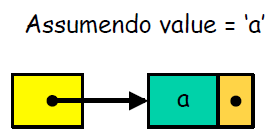 Assumendo value = ‘a’
a